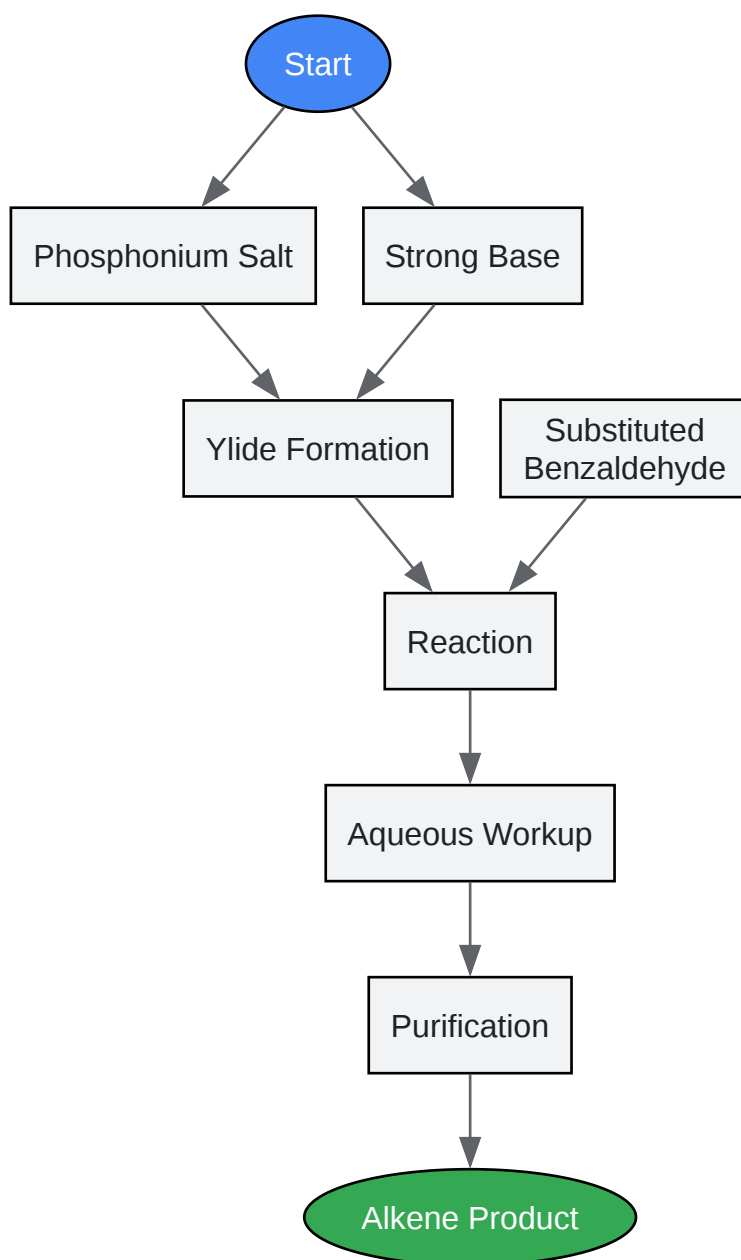 Start
Phosphonium Salt
Strong Base
Ylide Formation
Substituted
Benzaldehyde
Reaction
Aqueous Workup
Purification
Alkene Product